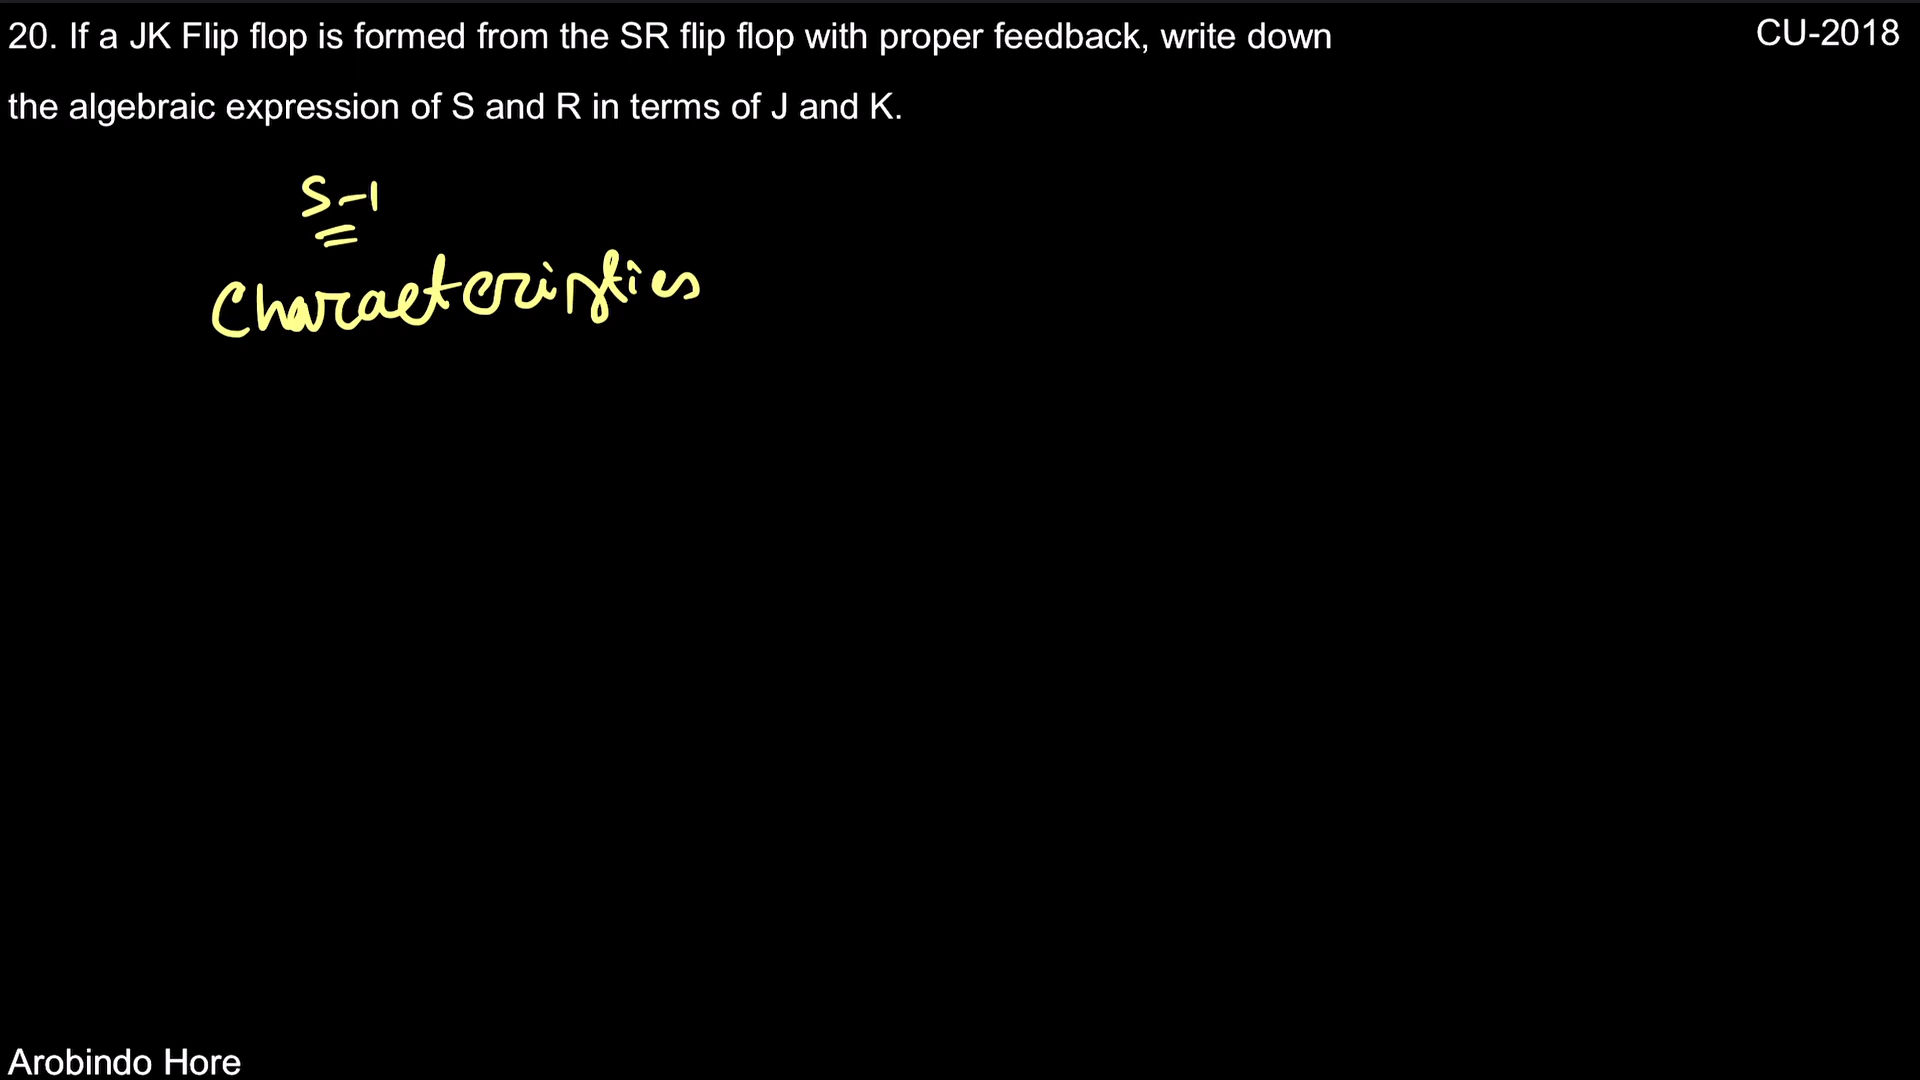 20. If a JK Flip flop is formed from the SR flip flop with proper feedback, write down
CU-2018
the algebraic expression of S and R in terms of J and K.
S-1
Characteristics
Arobindo Hore